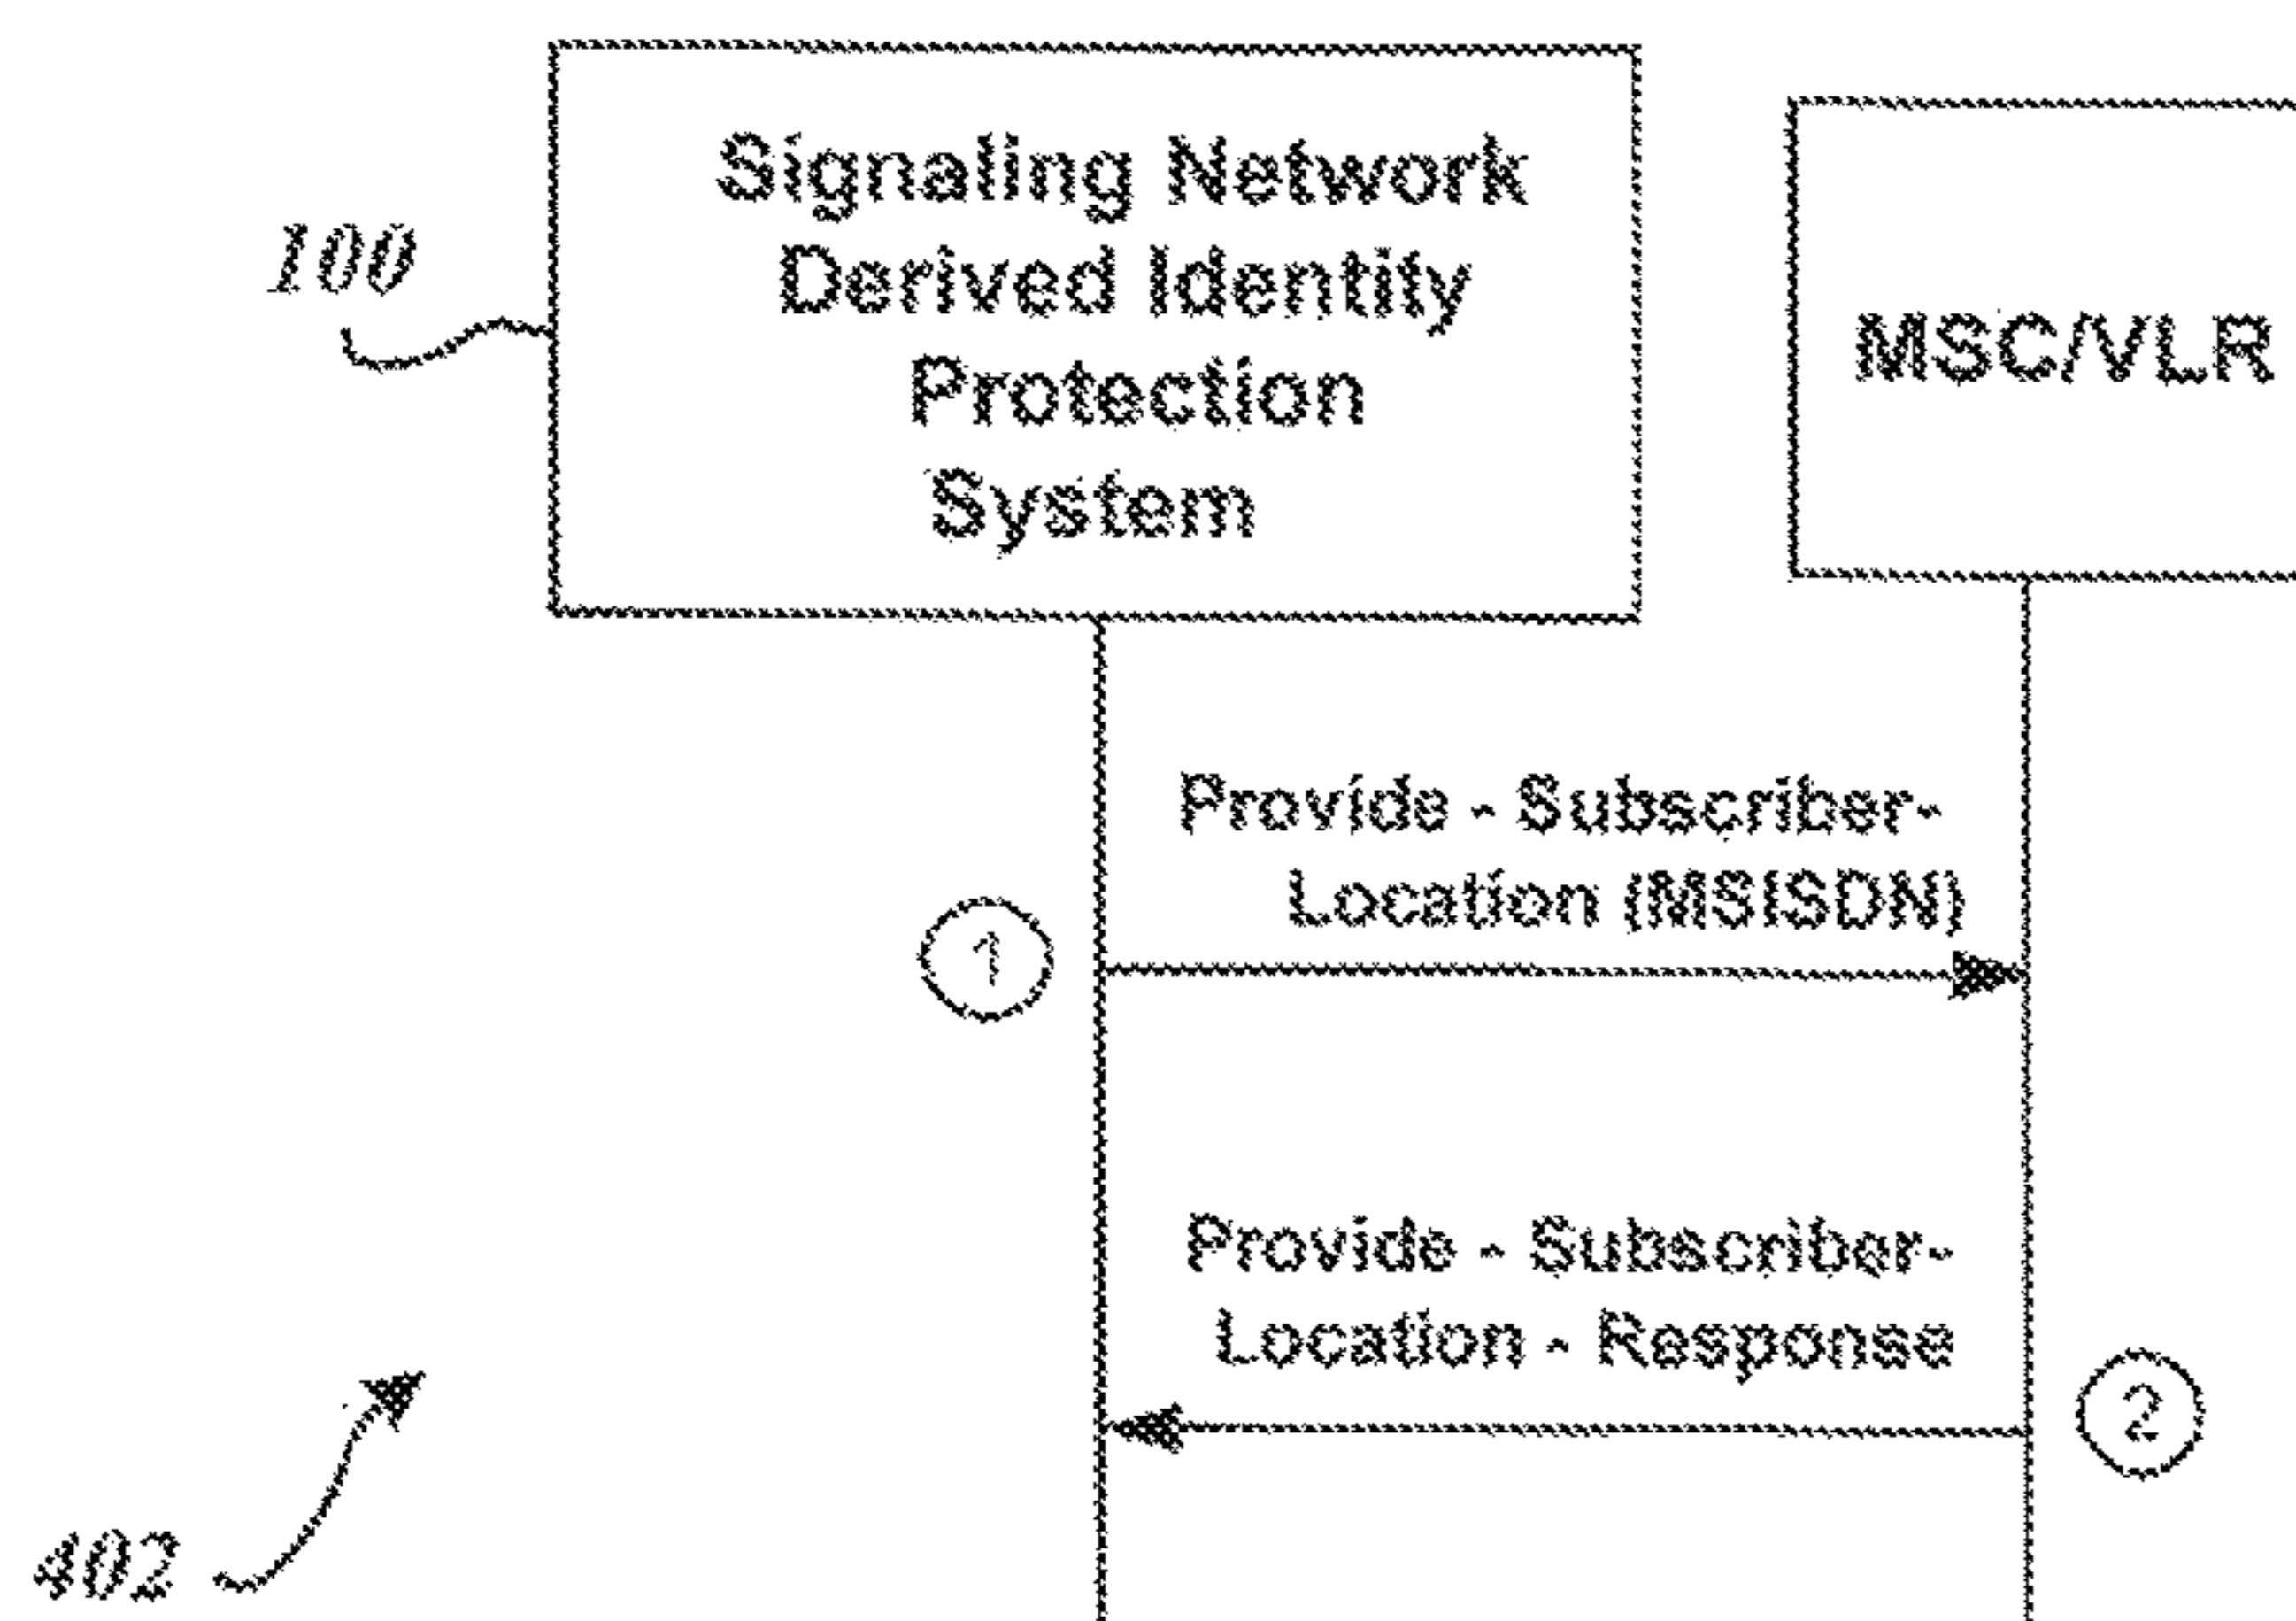 Signaling Network
Derived Identity
Protection
System
100
MSC/VLR
Provide - Subscriber-
Location (MSISDN)
1
Provide - Subscriber-
Location - Response
2
402